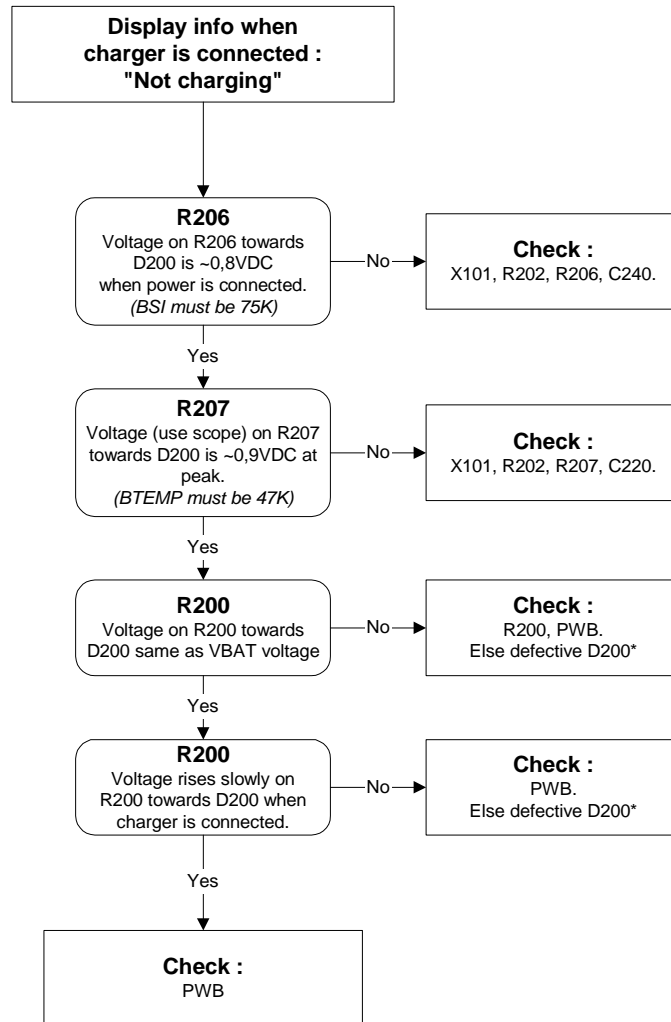 Display info when
charger is connected :
"Not charging"
R206
Voltage on R206 towards
D200 is ~0,8VDC
when power is connected.
(BSI must be 75K)
No
Check :
X101, R202, R206, C240.
Yes
R207
Voltage (use scope) on R207
towards D200 is ~0,9VDC at
peak.
(BTEMP must be 47K)
No
Check :
X101, R202, R207, C220.
Yes
R200
Voltage on R200 towards
D200 same as VBAT voltage
No
Check :
R200, PWB.
Else defective D200*
Yes
R200
Voltage rises slowly on
R200 towards D200 when
charger is connected.
No
Check :
PWB.
Else defective D200*
Yes
Check :
PWB